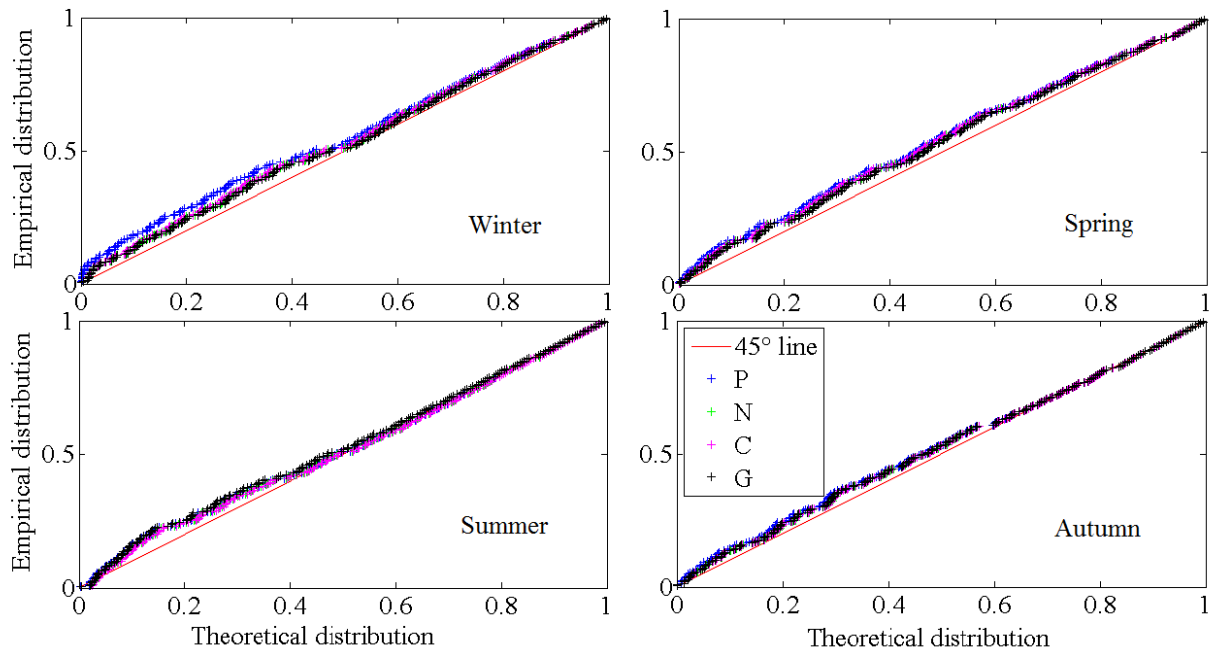 Empirical distribution
1
0.5
0
Winter
0 0.2 0.4 0.6 0.8 1
1
0.5
0
Spring
0 0.2 0.4 0.6 0.8 1
Empirical distribution
1
0.5
0
Summer
0 0.2 0.4 0.6 0.8 1
Theoretical distribution
1
0.5
0
45° line
P
N
C
G
Autumn
0 0.2 0.4 0.6 0.8 1
Theoretical distribution